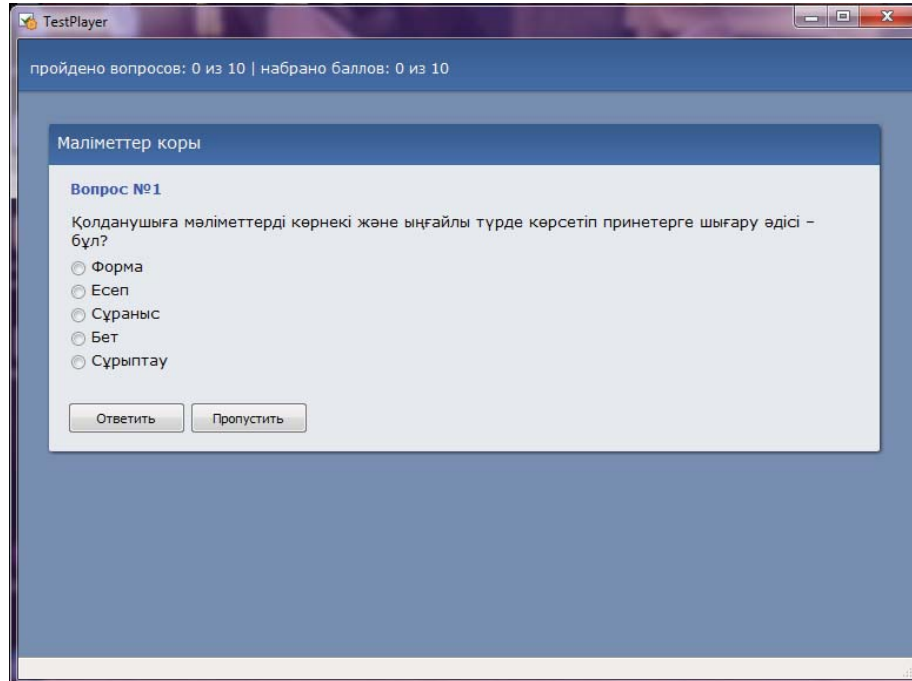 TestPlayer
пройдено вопросов: 0 из 10 | набрано баллов: 0 из 10
Мәліметтер коры
Вопрос №1
Қолданушыға мәліметтерді көрнекі және ыңғайлы түрде көрсетіп принетерге шығару әдісі –
бұл?
Форма
Есеп
Сұраныс
Бет
Сұрыптау
Ответить
Пропустить